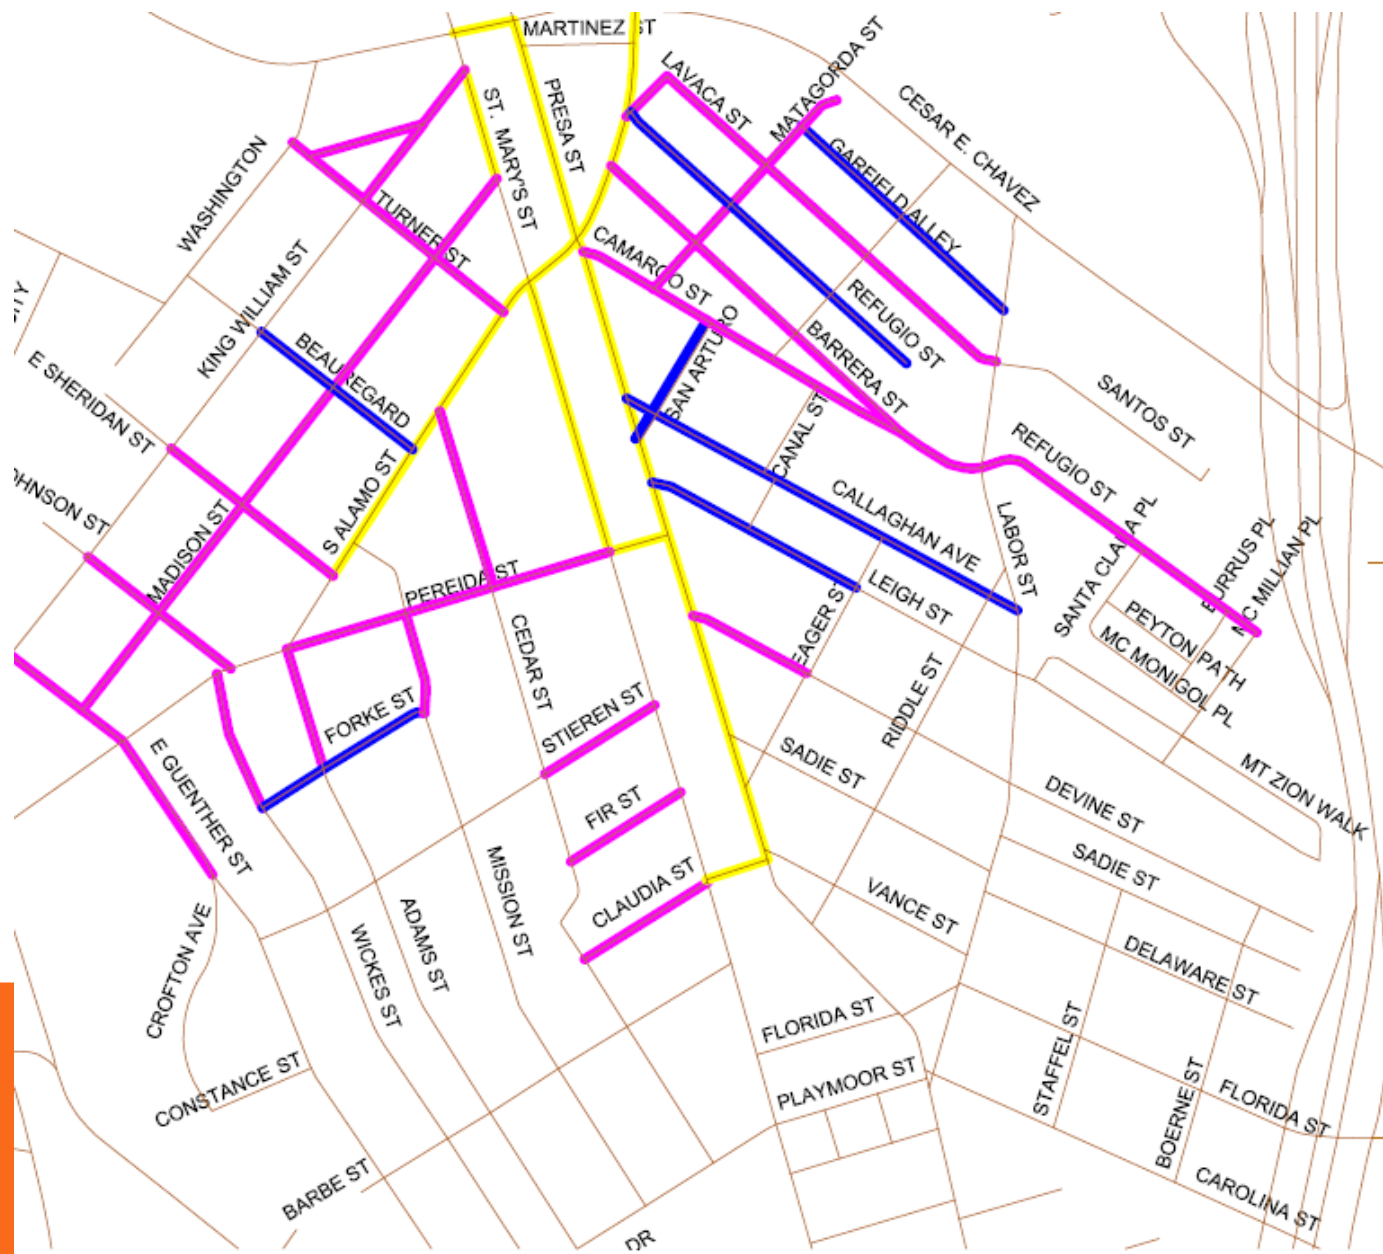 MARTINEZ ST
MATAGORDA ST
LAVACA ST
ST. MARY'S ST
PRESA ST
CESAR E. CHAVEZ
WASHINGTON
GARFIELD ALLEY
TURNER ST
CAMARGO ST
KING WILLIAM ST
REFUGIO ST
SAN ARTURO
BARRERA ST
BEAUREGARD
E SHERIDAN ST
SANTOS ST
CANAL ST
REFUGIO ST
S ALAMO ST
OHNSON ST
CALLAGHAN AVE
LABOR ST
MADISON ST
SANTA CLARA PL
BURRUS PL
MC MILLIAN PL
PEREIDA ST
LEIGH ST
EAGER ST
PEYTON PATH
MC MONIGOL PL
CEDAR ST
RIDDLE ST
FORKE ST
STIEREN ST
E GUENTHER ST
SADIE ST
MT ZION WALK
FIR ST
DEVINE ST
MISSION ST
SADIE ST
CLAUDIA ST
VANCE ST
CROFTON AVE
ADAMS ST
WICKES ST
DELAWARE ST
FLORIDA ST
STAFFEL ST
PLAYMOOR ST
CONSTANCE ST
BOERNE ST
FLORIDA ST
BARBE ST
CAROLINA ST
DR